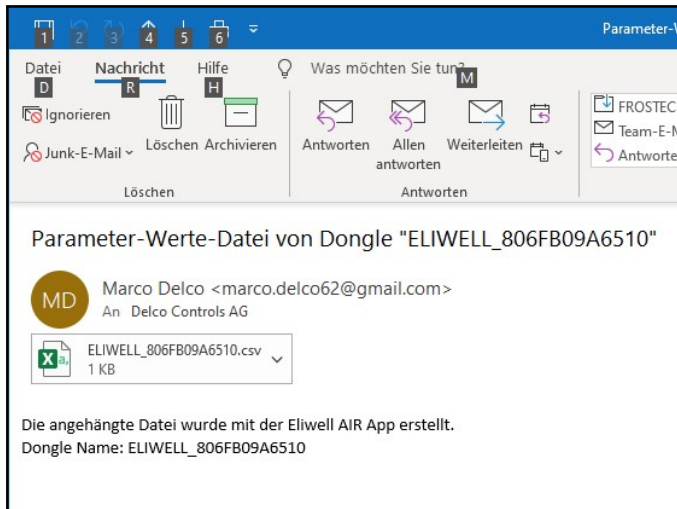 1 2 3 4 5 6
Parameter-W
Datei Nachricht Hilfe Was möchten Sie tun?
D R H M
Ignorieren
Junk-E-Mail
Löschen Archivieren
Löschen
Antworten Allen antworten Weiterleiten
Antworten
FROSTEC
Team-E-M
Antworte
Parameter-Werte-Datei von Dongle "ELIWELL_806FB09A6510"
MD
Marco Delco <marco.delco62@gmail.com>
An Delco Controls AG
ELIWELL_806FB09A6510.csv
1 KB
Die angehängte Datei wurde mit der Eliwell AIR App erstellt.
Dongle Name: ELIWELL_806FB09A6510